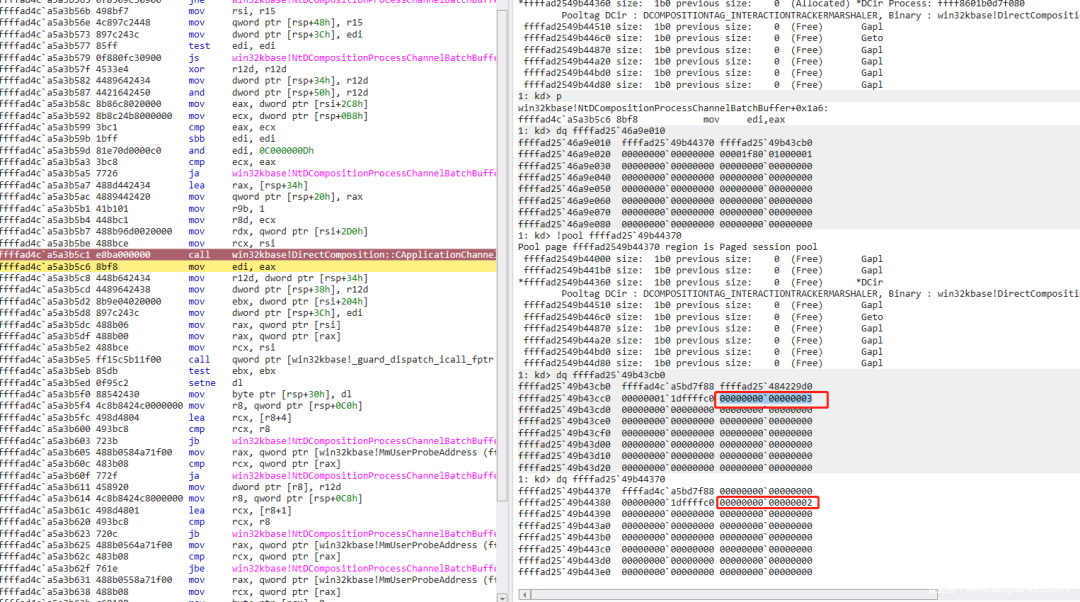 ffffad4c`a5a3b56b 498bf7 mov rsi, r15
ffffad4c`a5a3b56e 4c897c2448 mov qword ptr [rsp+48h], r15
ffffad4c`a5a3b573 897c243c mov dword ptr [rsp+3Ch], edi
ffffad4c`a5a3b577 85ff test edi, edi
ffffad4c`a5a3b579 0f880fc30900 js win32kbase!NtDCompositionProcessChannelBatchBuffe
ffffad4c`a5a3b57f 4533e4 xor r12d, r12d
ffffad4c`a5a3b582 4489642434 mov dword ptr [rsp+34h], r12d
ffffad4c`a5a3b587 4421642450 and dword ptr [rsp+50h], r12d
ffffad4c`a5a3b58c 8b86c8020000 mov eax, dword ptr [rsi+2C8h]
ffffad4c`a5a3b592 8b8c24b8000000 mov ecx, dword ptr [rsp+0B8h]
ffffad4c`a5a3b599 3bc1 cmp eax, ecx
ffffad4c`a5a3b59b 1bff sbb edi, edi
ffffad4c`a5a3b59d 81e70d0000c0 and edi, 0C000000Dh
ffffad4c`a5a3b5a3 3bc8 cmp ecx, eax
ffffad4c`a5a3b5a5 7726 ja win32kbase!NtDCompositionProcessChannelBatchBuffe
ffffad4c`a5a3b5a7 488d442434 lea rax, [rsp+34h]
ffffad4c`a5a3b5ac 4889442420 mov qword ptr [rsp+20h], rax
ffffad4c`a5a3b5b1 41b101 mov r9b, 1
ffffad4c`a5a3b5b4 448bc1 mov r8d, ecx
ffffad4c`a5a3b5b7 488b96d0020000 mov rdx, qword ptr [rsi+2D0h]
ffffad4c`a5a3b5be 488bce mov rcx, rsi
ffffad4c`a5a3b5c1 e8ba000000 call win32kbase!DirectComposition::CApplicationChannel
ffffad4c`a5a3b5c6 8bf8 mov edi, eax
ffffad4c`a5a3b5c8 448b642434 mov r12d, dword ptr [rsp+34h]
ffffad4c`a5a3b5cd 4489642438 mov dword ptr [rsp+38h], r12d
ffffad4c`a5a3b5d2 8b9e04020000 mov ebx, dword ptr [rsi+204h]
ffffad4c`a5a3b5d8 897c243c mov dword ptr [rsp+3Ch], edi
ffffad4c`a5a3b5dc 488b06 mov rax, qword ptr [rsi]
ffffad4c`a5a3b5df 488b00 mov rax, qword ptr [rax]
ffffad4c`a5a3b5e2 488bce mov rcx, rsi
ffffad4c`a5a3b5e5 ff15c5b11f00 call qword ptr [win32kbase!_guard_dispatch_icall_fptr
ffffad4c`a5a3b5eb 85db test ebx, ebx
ffffad4c`a5a3b5ed 0f95c2 setne dl
ffffad4c`a5a3b5f0 88542430 mov byte ptr [rsp+30h], dl
ffffad4c`a5a3b5f4 4c8b8424c0000000 mov r8, qword ptr [rsp+0C0h]
ffffad4c`a5a3b5fc 498d4804 lea rcx, [r8+4]
ffffad4c`a5a3b600 493bc8 cmp rcx, r8
ffffad4c`a5a3b603 723b jb win32kbase!NtDCompositionProcessChannelBatchBuffe
ffffad4c`a5a3b605 488b0584a71f00 mov rax, qword ptr [win32kbase!MmUserProbeAddress (f
ffffad4c`a5a3b60c 483b08 cmp rcx, qword ptr [rax]
ffffad4c`a5a3b60f 772f ja win32kbase!NtDCompositionProcessChannelBatchBuffe
ffffad4c`a5a3b611 458920 mov dword ptr [r8], r12d
ffffad4c`a5a3b614 4c8b8424c8000000 mov r8, qword ptr [rsp+0C8h]
ffffad4c`a5a3b61c 498d4801 lea rcx, [r8+1]
ffffad4c`a5a3b620 493bc8 cmp rcx, r8
ffffad4c`a5a3b623 720c jb win32kbase!NtDCompositionProcessChannelBatchBuffe
ffffad4c`a5a3b625 488b0564a71f00 mov rax, qword ptr [win32kbase!MmUserProbeAddress (f
ffffad4c`a5a3b62c 483b08 cmp rcx, qword ptr [rax]
ffffad4c`a5a3b62f 761e jbe win32kbase!NtDCompositionProcessChannelBatchBuffe
ffffad4c`a5a3b631 488b0558a71f00 mov rax, qword ptr [win32kbase!MmUserProbeAddress (f
ffffad4c`a5a3b638 488b08 mov rcx, qword ptr [rax]
*ffffad2549b44360 size: 1b0 previous size: 0 (Allocated) *DCir Process: ffff8601b0d7f080
Pooltag DCir : DCOMPOSITIONTAG_INTERACTIONTRACKERMARSHALER, Binary : win32kbase!DirectCompositi
ffffad2549b44510 size: 1b0 previous size: 0 (Free) Gapl
ffffad2549b446c0 size: 1b0 previous size: 0 (Free) Geto
ffffad2549b44870 size: 1b0 previous size: 0 (Free) Gapl
ffffad2549b44a20 size: 1b0 previous size: 0 (Free) Gapl
ffffad2549b44bd0 size: 1b0 previous size: 0 (Free) Gapl
ffffad2549b44d80 size: 1b0 previous size: 0 (Free) Gapl
1: kd> p
win32kbase!NtDCompositionProcessChannelBatchBuffer+0x1a6:
ffffad4c`a5a3b5c6 8bf8 mov edi,eax
1: kd> dq ffffad25`46a9e010
ffffad25`46a9e010 ffffad25`49b44370 ffffad25`49b43cb0
ffffad25`46a9e020 00000000`00000000 00001f80`01000001
ffffad25`46a9e030 00000000`00000000 00000000`00000000
ffffad25`46a9e040 00000000`00000000 00000000`00000000
ffffad25`46a9e050 00000000`00000000 00000000`00000000
ffffad25`46a9e060 00000000`00000000 00000000`00000000
ffffad25`46a9e070 00000000`00000000 00000000`00000000
ffffad25`46a9e080 00000000`00000000 00000000`00000000
1: kd> !pool ffffad25`49b44370
Pool page ffffad2549b44370 region is Paged session pool
ffffad2549b44000 size: 1b0 previous size: 0 (Free) Gapl
ffffad2549b441b0 size: 1b0 previous size: 0 (Free) Gapl
*ffffad2549b44360 size: 1b0 previous size: 0 (Free) *DCir
Pooltag DCir : DCOMPOSITIONTAG_INTERACTIONTRACKERMARSHALER, Binary : win32kbase!DirectCompositi
ffffad2549b44510 size: 1b0 previous size: 0 (Free) Gapl
ffffad2549b446c0 size: 1b0 previous size: 0 (Free) Geto
ffffad2549b44870 size: 1b0 previous size: 0 (Free) Gapl
ffffad2549b44a20 size: 1b0 previous size: 0 (Free) Gapl
ffffad2549b44bd0 size: 1b0 previous size: 0 (Free) Gapl
ffffad2549b44d80 size: 1b0 previous size: 0 (Free) Gapl
1: kd> dq ffffad25`49b43cb0
ffffad25`49b43cb0 ffffad4c`a5bd7f88 ffffad25`484229d0
ffffad25`49b43cc0 00000001`1dffffc0 00000000`00000003
ffffad25`49b43cd0 00000000`00000000 00000000`00000000
ffffad25`49b43ce0 00000000`00000000 00000000`00000000
ffffad25`49b43cf0 00000000`00000000 00000000`00000000
ffffad25`49b43d00 00000000`00000000 00000000`00000000
ffffad25`49b43d10 00000000`00000000 00000000`00000000
ffffad25`49b43d20 00000000`00000000 00000000`00000000
1: kd> dq ffffad25`49b44370
ffffad25`49b44370 ffffad4c`a5bd7f88 00000000`00000000
ffffad25`49b44380 00000000`1dffffc0 00000000`00000002
ffffad25`49b44390 00000000`00000000 00000000`00000000
ffffad25`49b443a0 00000000`00000000 00000000`00000000
ffffad25`49b443b0 00000000`00000000 00000000`00000000
ffffad25`49b443c0 00000000`00000000 00000000`00000000
ffffad25`49b443d0 00000000`00000000 00000000`00000000
ffffad25`49b443e0 00000000`00000000 00000000`00000000